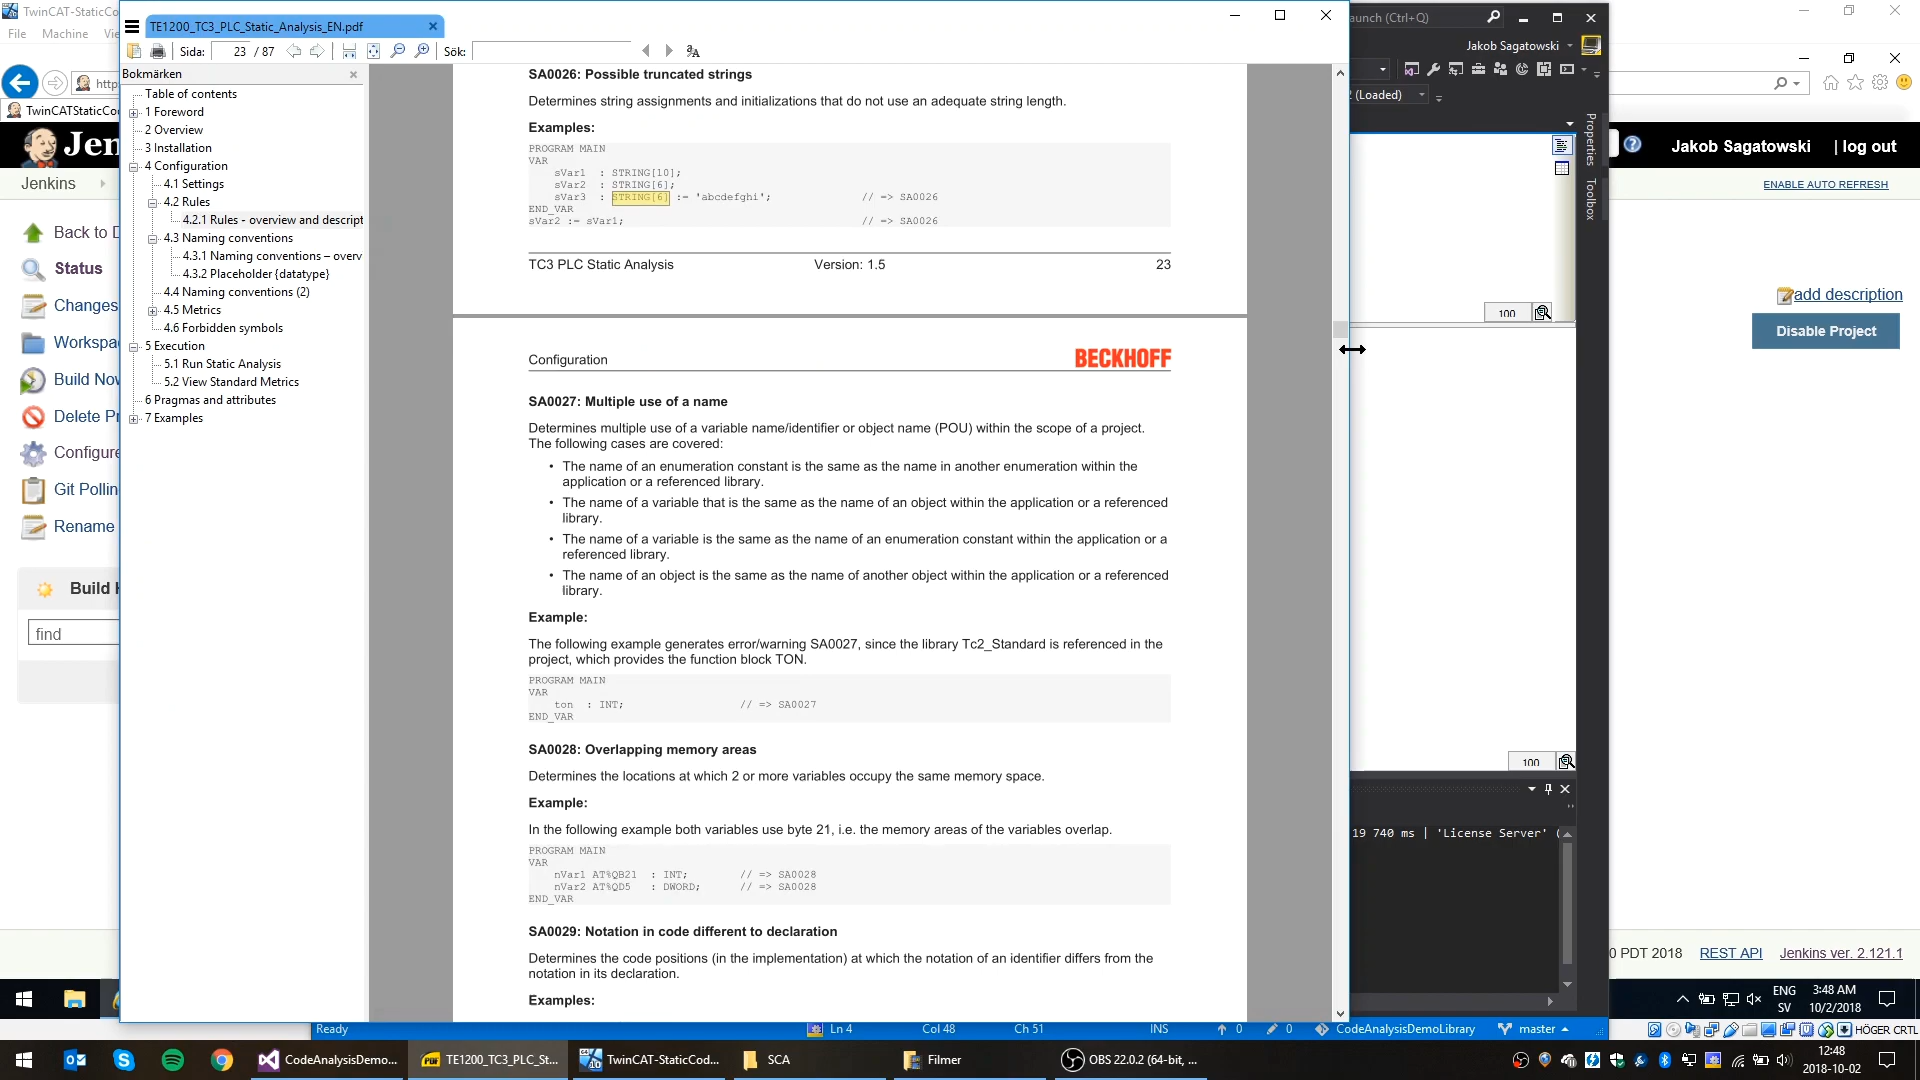 TwinCAT-StaticCo
File Machine Vie
TE1200_TC3_PLC_Static_Analysis_EN.pdf
Sida: 23 / 87
Sök:
Bokmärken
Table of contents
1 Foreword
2 Overview
3 Installation
4 Configuration
4.1 Settings
4.2 Rules
4.2.1 Rules - overview and descript
4.3 Naming conventions
4.3.1 Naming conventions – overv
4.3.2 Placeholder {datatype}
4.4 Naming conventions (2)
4.5 Metrics
4.6 Forbidden symbols
5 Execution
5.1 Run Static Analysis
5.2 View Standard Metrics
6 Pragmas and attributes
7 Examples
SA0026: Possible truncated strings
Determines string assignments and initializations that do not use an adequate string length.
Examples:
PROGRAM MAIN
VAR
sVar1 : STRING[10];
sVar2 : STRING[6];
sVar3 : STRING[6] := 'abcdefghi'; // => SA0026
END_VAR
sVar2 := sVar1; // => SA0026
TC3 PLC Static Analysis Version: 1.5 23
Configuration BECKHOFF
SA0027: Multiple use of a name
Determines multiple use of a variable name/identifier or object name (POU) within the scope of a project.
The following cases are covered:
• The name of an enumeration constant is the same as the name in another enumeration within the
application or a referenced library.
• The name of a variable that is the same as the name of an object within the application or a referenced
library.
• The name of a variable is the same as the name of an enumeration constant within the application or a
referenced library.
• The name of an object is the same as the name of another object within the application or a referenced
library.
Example:
The following example generates error/warning SA0027, since the library Tc2_Standard is referenced in the
project, which provides the function block TON.
PROGRAM MAIN
VAR
ton : INT; // => SA0027
END_VAR
SA0028: Overlapping memory areas
Determines the locations at which 2 or more variables occupy the same memory space.
Example:
In the following example both variables use byte 21, i.e. the memory areas of the variables overlap.
PROGRAM MAIN
VAR
nVar1 AT%QB21 : INT; // => SA0028
nVar2 AT%QD5 : DWORD; // => SA0028
END_VAR
SA0029: Notation in code different to declaration
Determines the code positions (in the implementation) at which the notation of an identifier differs from the
notation in its declaration.
Examples:
http
TwinCATStaticCo
Jen
Jenkins
Back to D
Status
Changes
Workspa
Build Nov
Delete Pr
Configure
Git Pollin
Rename
Build H
find
aunch (Ctrl+Q)
Jakob Sagatowski
2 (Loaded)
Properties
Toolbox
100
100
19 740 ms | 'License Server' (
Jakob Sagatowski | log out
ENABLE AUTO REFRESH
add description
Disable Project
0 PDT 2018 REST API Jenkins ver. 2.121.1
ENG
SV
3:48 AM
10/2/2018
Ready Ln 4 Col 48 Ch 51 INS 0 0 CodeAnalysisDemoLibrary master
HÖGER CRTL
CodeAnalysisDemo...
TE1200_TC3_PLC_St...
TwinCAT-StaticCod...
SCA
Filmer
OBS 22.0.2 (64-bit, ...
12:48
2018-10-02